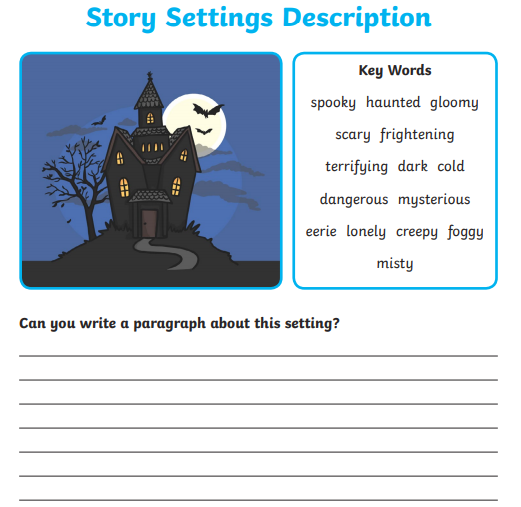 Story Settings Description
Key Words
spooky haunted gloomy
scary frightening
terrifying dark cold
dangerous mysterious
eerie lonely creepy foggy
misty
Can you write a paragraph about this setting?